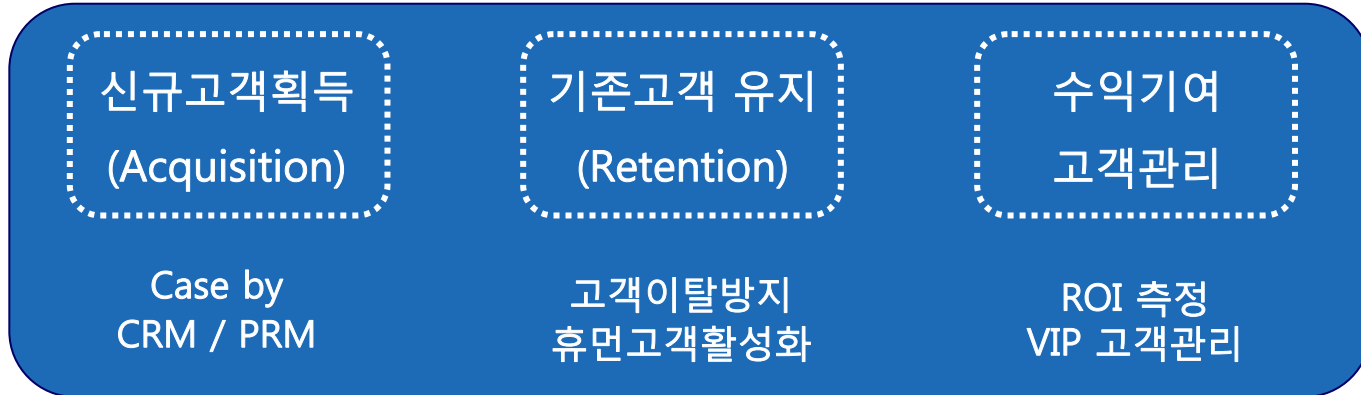 신규고객획득
(Acquisition)
Case by
CRM / PRM
기존고객 유지
(Retention)
고객이탈방지
휴먼고객활성화
수익기여
고객관리
ROI 측정
VIP 고객관리